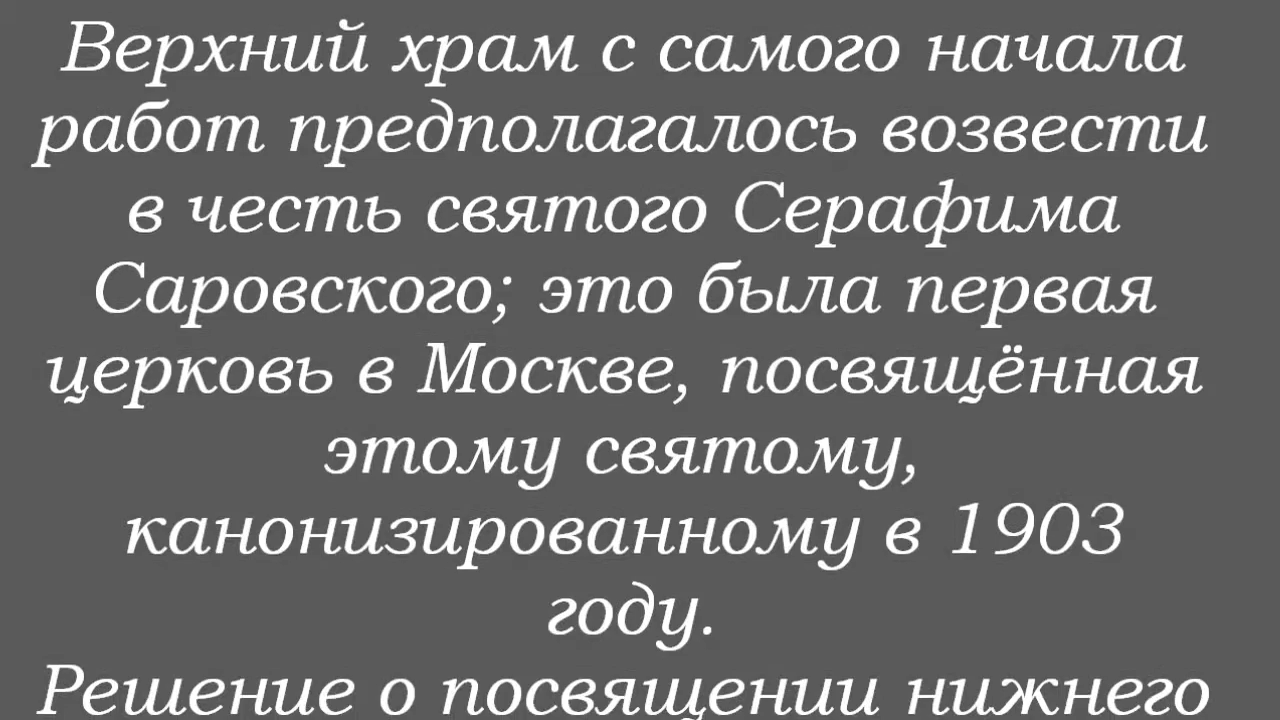 Верхний храм с самого начала
работ предполагалось возвести
в честь святого Серафима
Саровского; это была первая
церковь в Москве, посвящённая
этому святому,
канонизированному в 1903
году.
Решение о посвящении нижнего